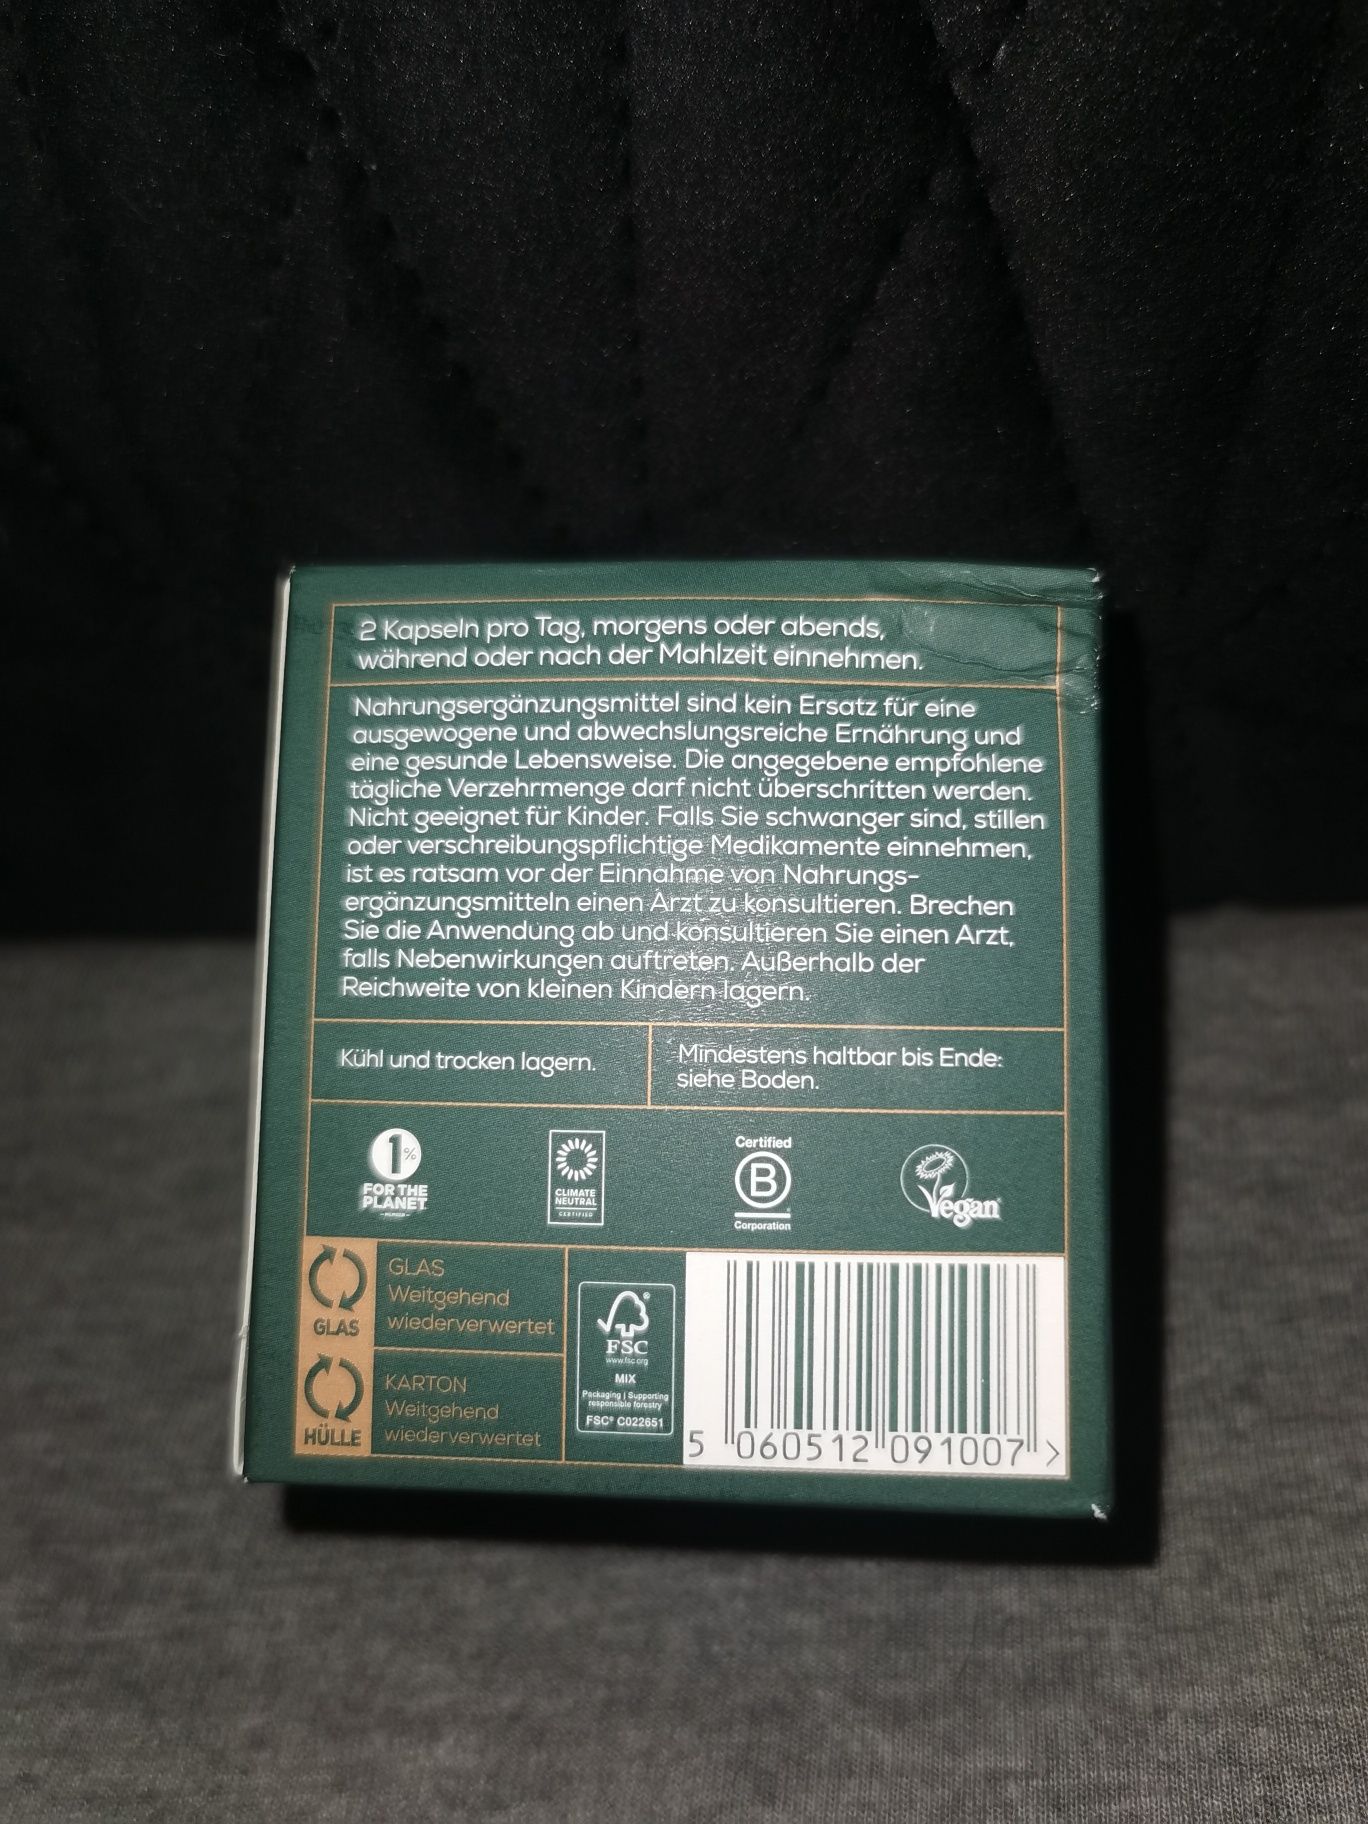 2 Kapseln pro Tag, morgens oder abends,
während oder nach der Mahlzeit einnehmen.
Nahrungsergänzungsmittel sind kein Ersatz für eine
ausgewogene und abwechslungsreiche Ernährung und
eine gesunde Lebensweise. Die angegebene empfohlene
tägliche Verzehrmenge darf nicht überschritten werden.
Nicht geeignet für Kinder. Falls Sie schwanger sind, stillen
oder verschreibungspflichtige Medikamente einnehmen,
ist es ratsam vor der Einnahme von Nahrungs-
ergänzungsmitteln einen Arzt zu konsultieren. Brechen
Sie die Anwendung ab und konsultieren Sie einen Arzt,
falls Nebenwirkungen auftreten. Außerhalb der
Reichweite von kleinen Kindern lagern.
Kühl und trocken lagern.
Mindestens haltbar bis Ende:
siehe Boden.
1%
FOR THE
PLANET
MEMBER
CLIMATE
NEUTRAL
CERTIFIED
Certified
B
Corporation
Vegan
GLAS
GLAS
Weitgehend
wiederverwertet
HÜLLE
KARTON
Weitgehend
wiederverwertet
FSC
www.fsc.org
MIX
Packaging | Supporting
responsible forestry
FSC® C022651
5 060512 091007 >